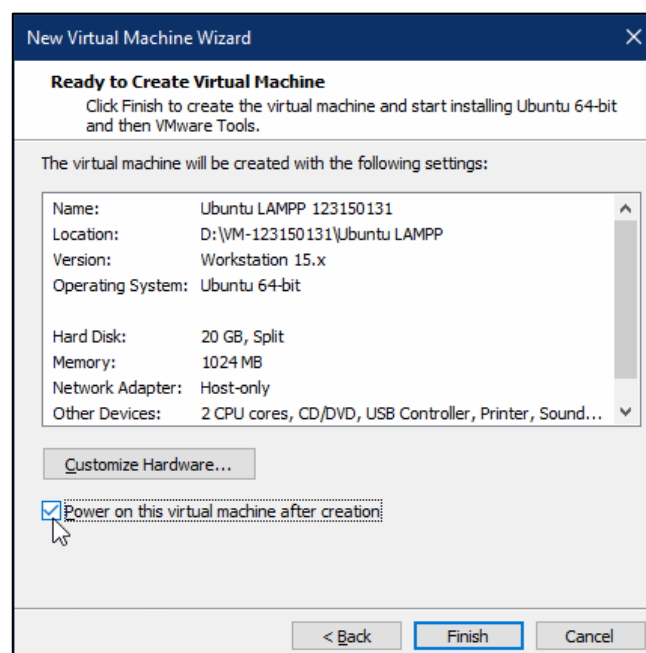 New Virtual Machine Wizard
Ready to Create Virtual Machine
Click Finish to create the virtual machine and start installing Ubuntu 64-bit
and then VMware Tools.
The virtual machine will be created with the following settings:
Name: Ubuntu LAMPP 123150131
Location: D:\VM-123150131\Ubuntu LAMPP
Version: Workstation 15.x
Operating System: Ubuntu 64-bit
Hard Disk: 20 GB, Split
Memory: 1024 MB
Network Adapter: Host-only
Other Devices: 2 CPU cores, CD/DVD, USB Controller, Printer, Sound...
Customize Hardware...
Power on this virtual machine after creation
< Back Finish Cancel